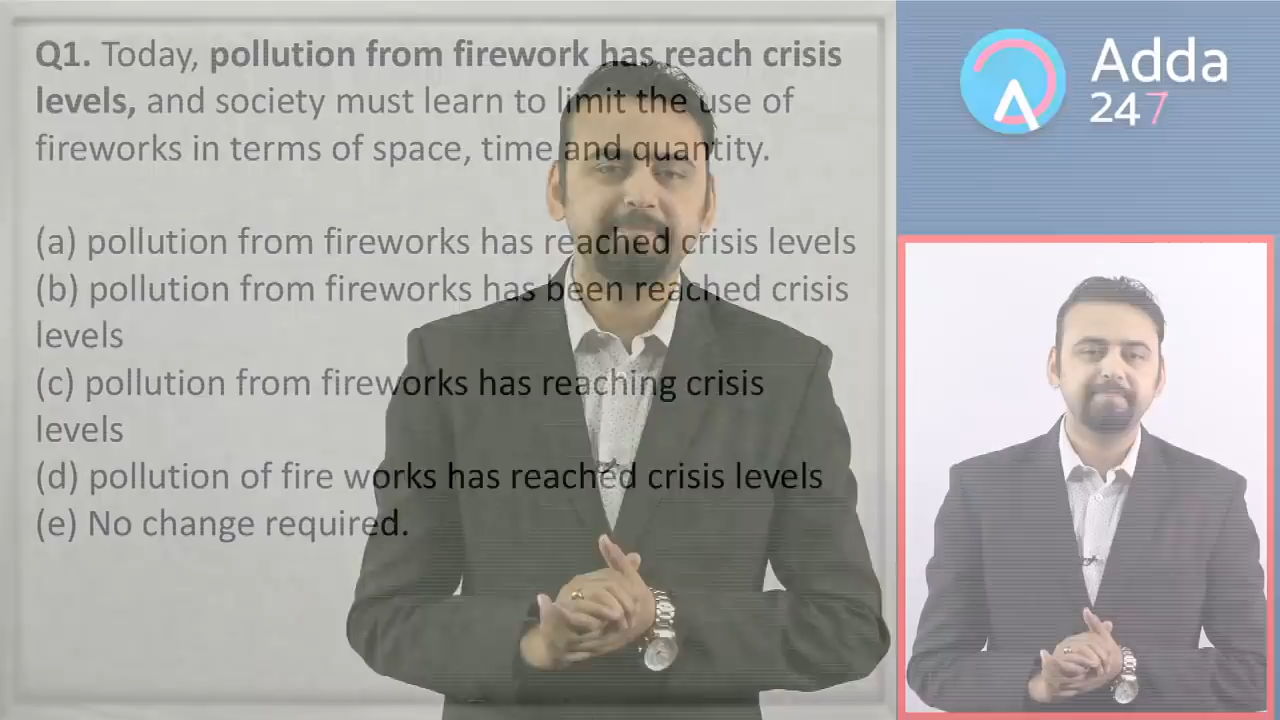 Q1. Today, pollution from firework has reach crisis
levels, and society must learn to limit the use of
fireworks in terms of space, time and quantity.
(a) pollution from fireworks has reached crisis levels
(b) pollution from fireworks has been reached crisis
levels
(c) pollution from fireworks has reaching crisis
levels
(d) pollution of fire works has reached crisis levels
(e) No change required.
Adda
247